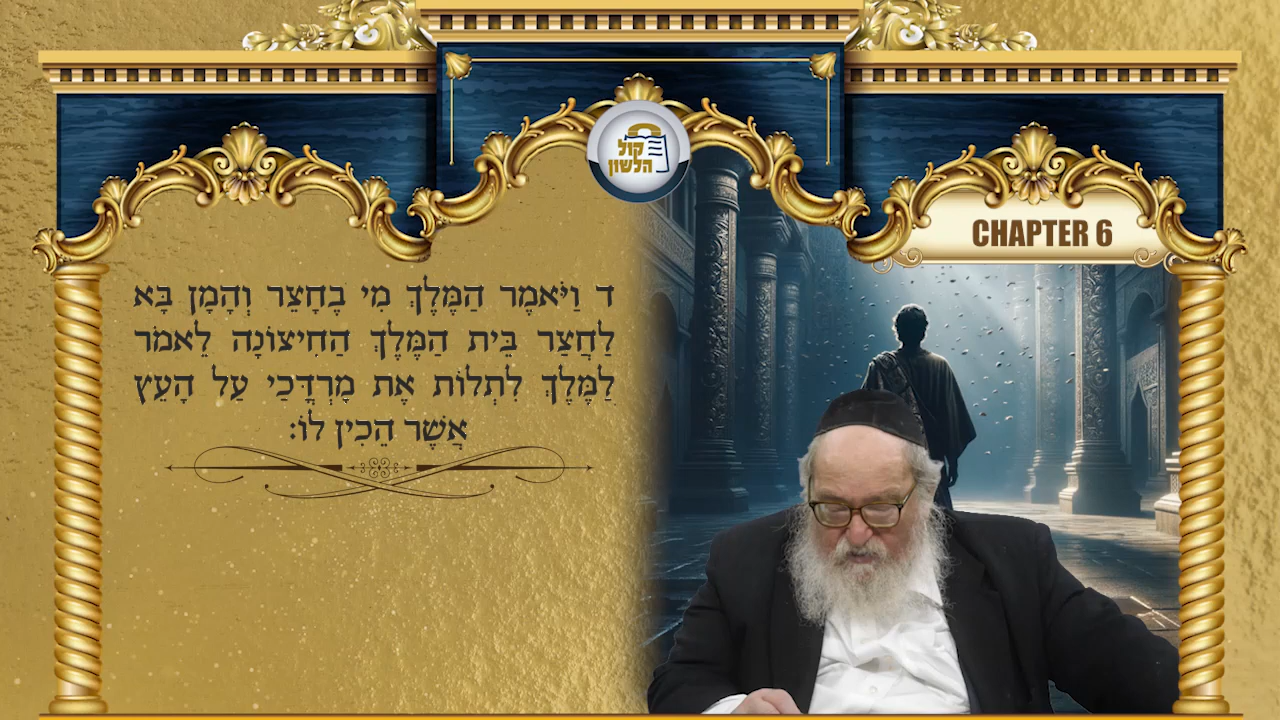 קול
הלשון
CHAPTER 6
ד וַיֹּאמֶר הַמֶּלֶךְ מִי בֶחָצֵר וְהָמָן בָּא
לַחֲצַר בֵּית הַמֶּלֶךְ הַחִיצוֹנָה לֵאמֹר
לַמֶּלֶךְ לִתְלוֹת אֶת מָרְדֳּכַי עַל הָעֵץ
אֲשֶׁר הֵכִין לוֹ: